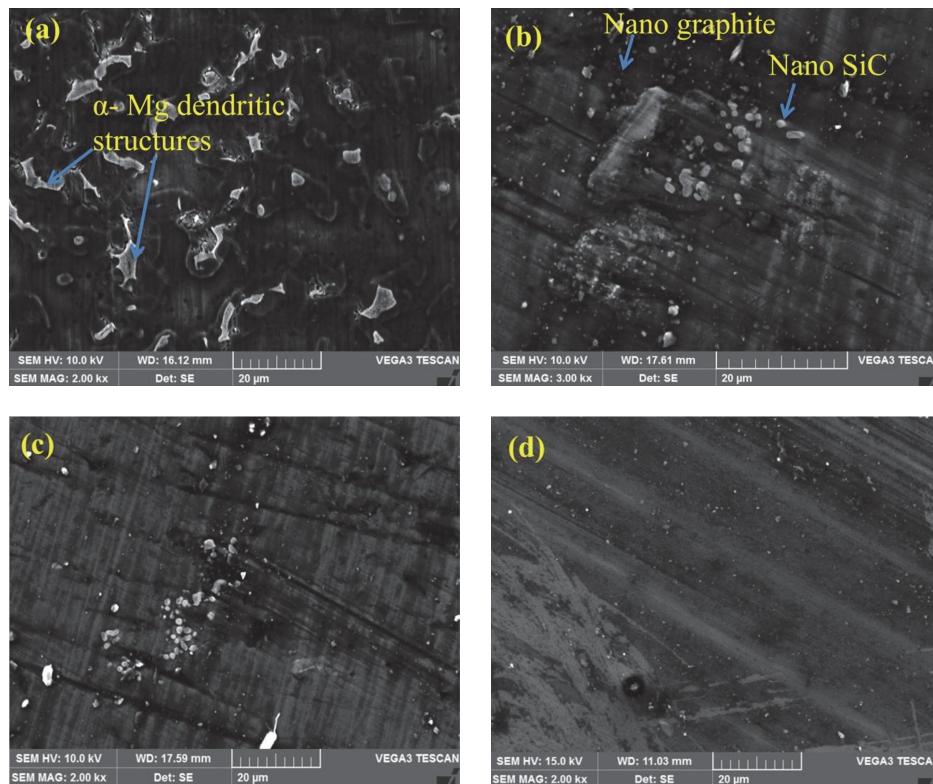 (a)
α- Mg dendritic
structures
SEM HV: 10.0 kV WD: 16.12 mm VEGA3 TESCAN
SEM MAG: 2.00 kx Det: SE 20 µm
(b)
Nano graphite
Nano SiC
SEM HV: 10.0 kV WD: 17.61 mm VEGA3 TESCAN
SEM MAG: 3.00 kx Det: SE 20 µm
(c)
SEM HV: 10.0 kV WD: 17.59 mm VEGA3 TESCAN
SEM MAG: 2.00 kx Det: SE 20 µm
(d)
SEM HV: 15.0 kV WD: 11.03 mm VEGA3 TESCAN
SEM MAG: 2.00 kx Det: SE 20 µm